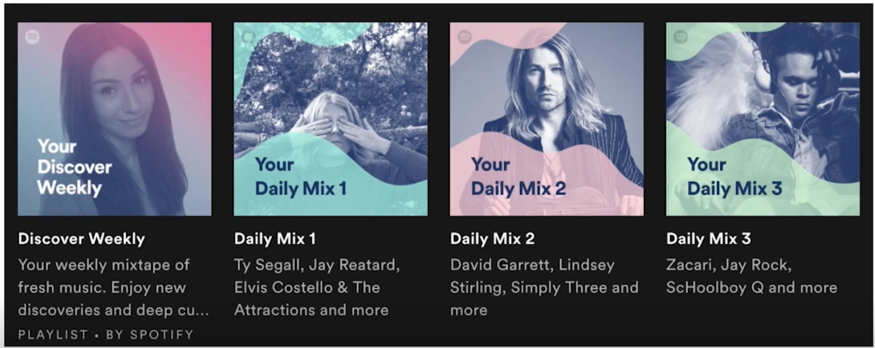 Your
Discover
Weekly
Your
Daily Mix 1
Your
Daily Mix 2
Your
Daily Mix 3
Discover Weekly
Your weekly mixtape of
fresh music. Enjoy new
discoveries and deep cu...
PLAYLIST • BY SPOTIFY
Daily Mix 1
Ty Segall, Jay Reatard,
Elvis Costello & The
Attractions and more
Daily Mix 2
David Garrett, Lindsey
Stirling, Simply Three and
more
Daily Mix 3
Zacari, Jay Rock,
ScHoolboy Q and more